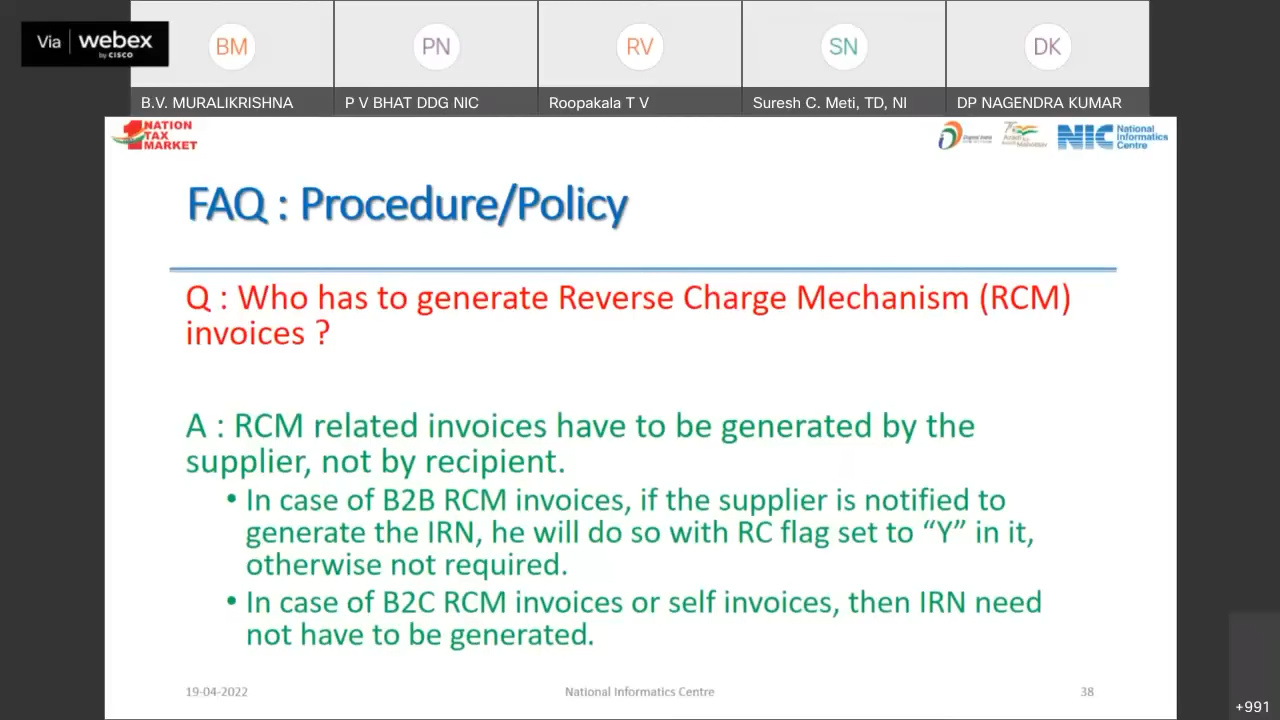 Via webex
by CISCO
BM
PN
RV
SN
DK
B.V. MURALIKRISHNA
P V BHAT DDG NIC
Roopakala T V
Suresh C. Meti, TD, NI
DP NAGENDRA KUMAR
1 NATION
TAX
MARKET
NIC National
Informatics
Centre
FAQ : Procedure/Policy
Q : Who has to generate Reverse Charge Mechanism (RCM)
invoices ?
A : RCM related invoices have to be generated by the
supplier, not by recipient.
• In case of B2B RCM invoices, if the supplier is notified to
generate the IRN, he will do so with RC flag set to “Y” in it,
otherwise not required.
• In case of B2C RCM invoices or self invoices, then IRN need
not have to be generated.
19-04-2022
National Informatics Centre
38
+991